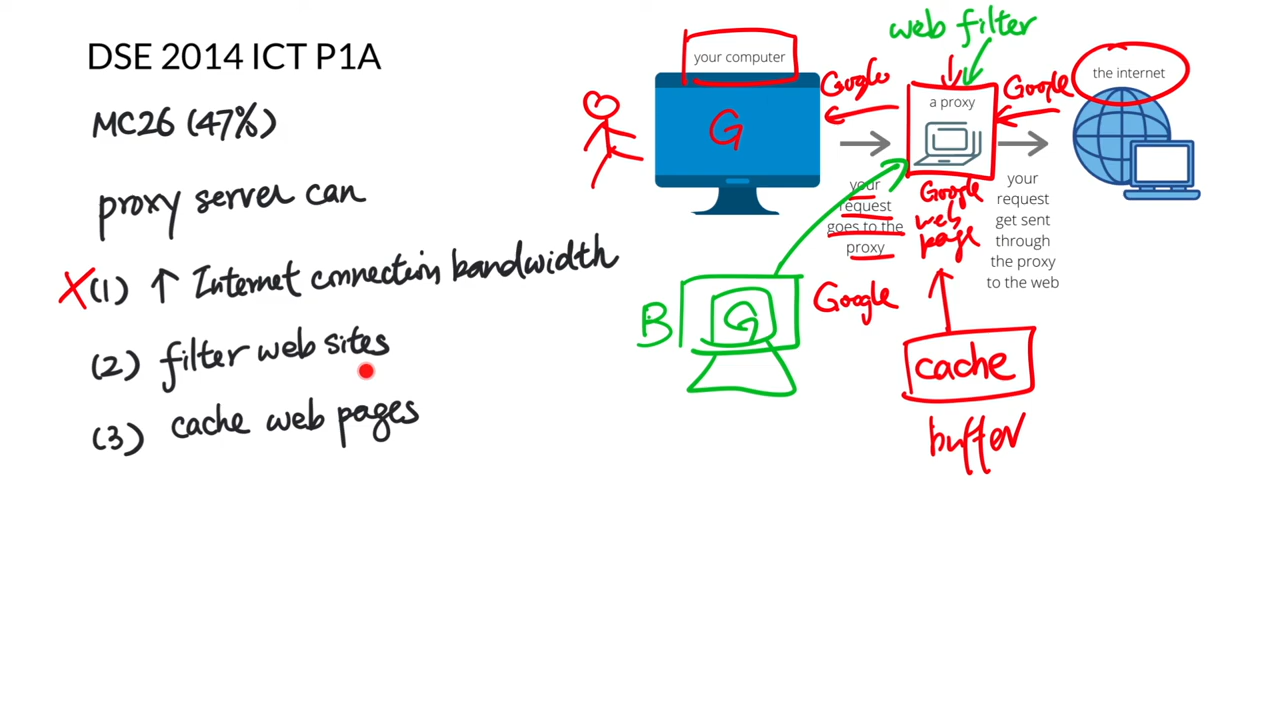 DSE 2014 ICT P1A
MC26 (47%)
proxy server can
X (1) ↑ Internet connection bandwidth
(2) filter web sites
(3) cache web pages
web filter
your computer
the internet
Google
Google
a proxy
G
your
request
goes to the
proxy
Google
web
page
your
request
get sent
through
the proxy
to the web
B
G
Google
cache
buffer